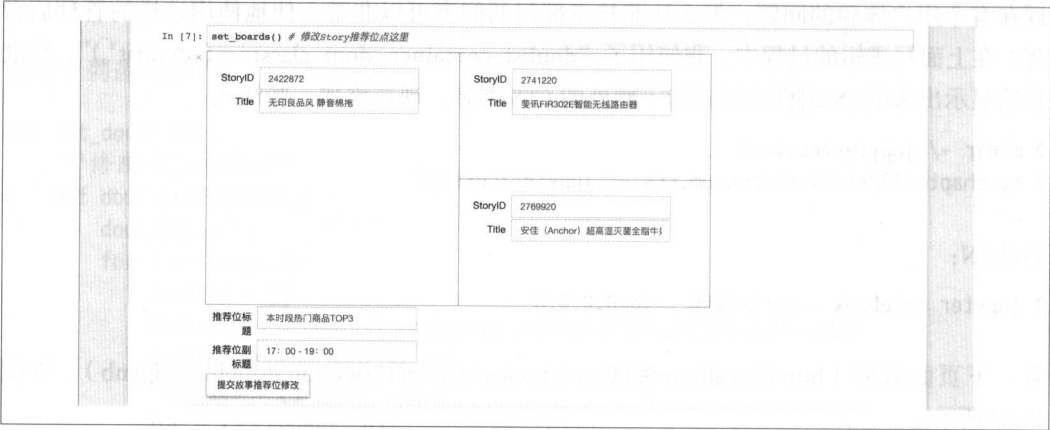 In [7]: set_boards() # 修改Story推荐位点这里
StoryID 2422872
Title 无印良品风 静音棉拖
StoryID 2741220
Title 斐讯FIR302E智能无线路由器
StoryID 2769920
Title 安佳（Anchor）超高温灭菌全脂牛
推荐位标
题
本时段热门商品TOP3
推荐位副
标题
17：00 - 19：00
提交故事推荐位修改